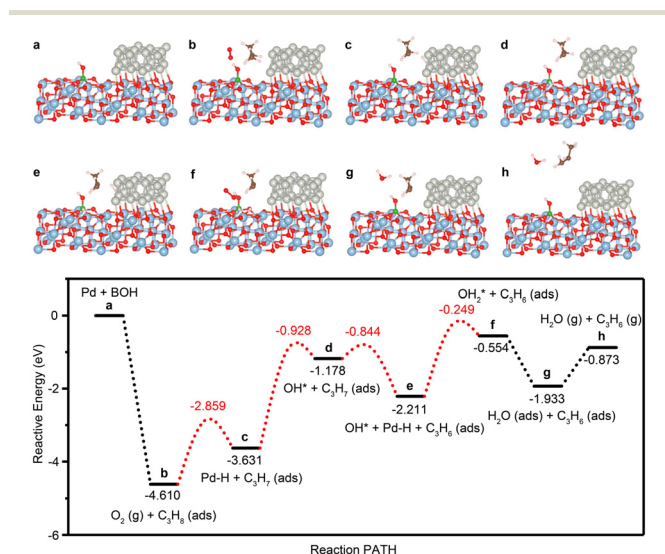 a b c d
e f g h
Reactive Energy (eV)
0
-2
-4
-6
Pd + BOH
a
b
-4.610
O₂ (g) + C₃H₈ (ads)
-2.859
c
-3.631
Pd-H + C₃H₇ (ads)
-0.928
d
-1.178
OH* + C₃H₇ (ads)
-0.844
e
-2.211
OH* + Pd-H + C₃H₆ (ads)
-0.249
OH₂* + C₃H₆ (ads)
f
-0.554
g
-1.933
H₂O (ads) + C₃H₆ (ads)
H₂O (g) + C₃H₆ (g)
h
-0.873
Reaction PATH